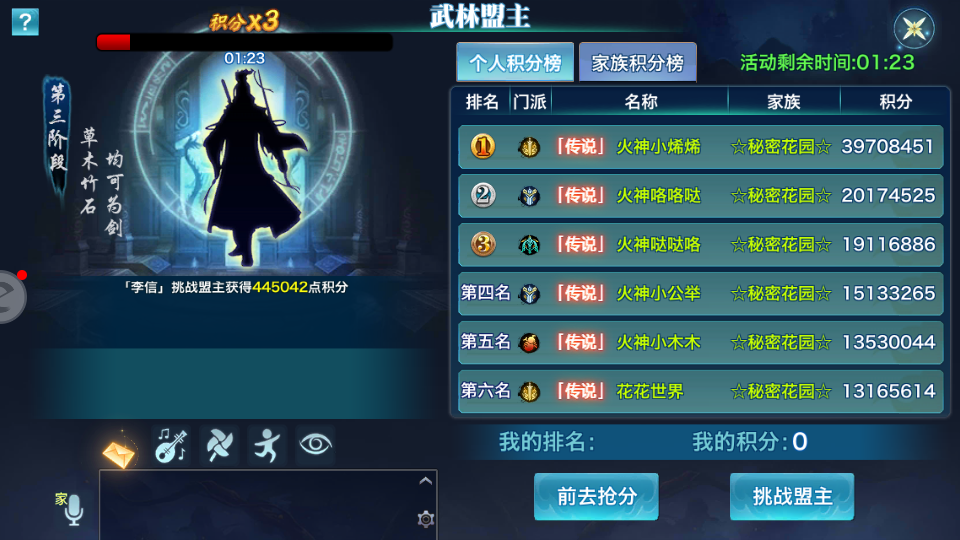 ?
积分x3
武林盟主
01:23
个人积分榜
家族积分榜
活动剩余时间:01:23
第三阶段
草木竹石
均可为剑
「李信」挑战盟主获得445042点积分
排名 门派 名称 家族 积分
1 「传说」 火神小烯烯 ☆秘密花园☆ 39708451
2 「传说」 火神咯咯哒 ☆秘密花园☆ 20174525
3 「传说」 火神哒哒咯 ☆秘密花园☆ 19116886
第四名 「传说」 火神小公举 ☆秘密花园☆ 15133265
第五名 「传说」 火神小木木 ☆秘密花园☆ 13530044
第六名 「传说」 花花世界 ☆秘密花园☆ 13165614
我的排名: 我的积分:0
家
前去抢分
挑战盟主